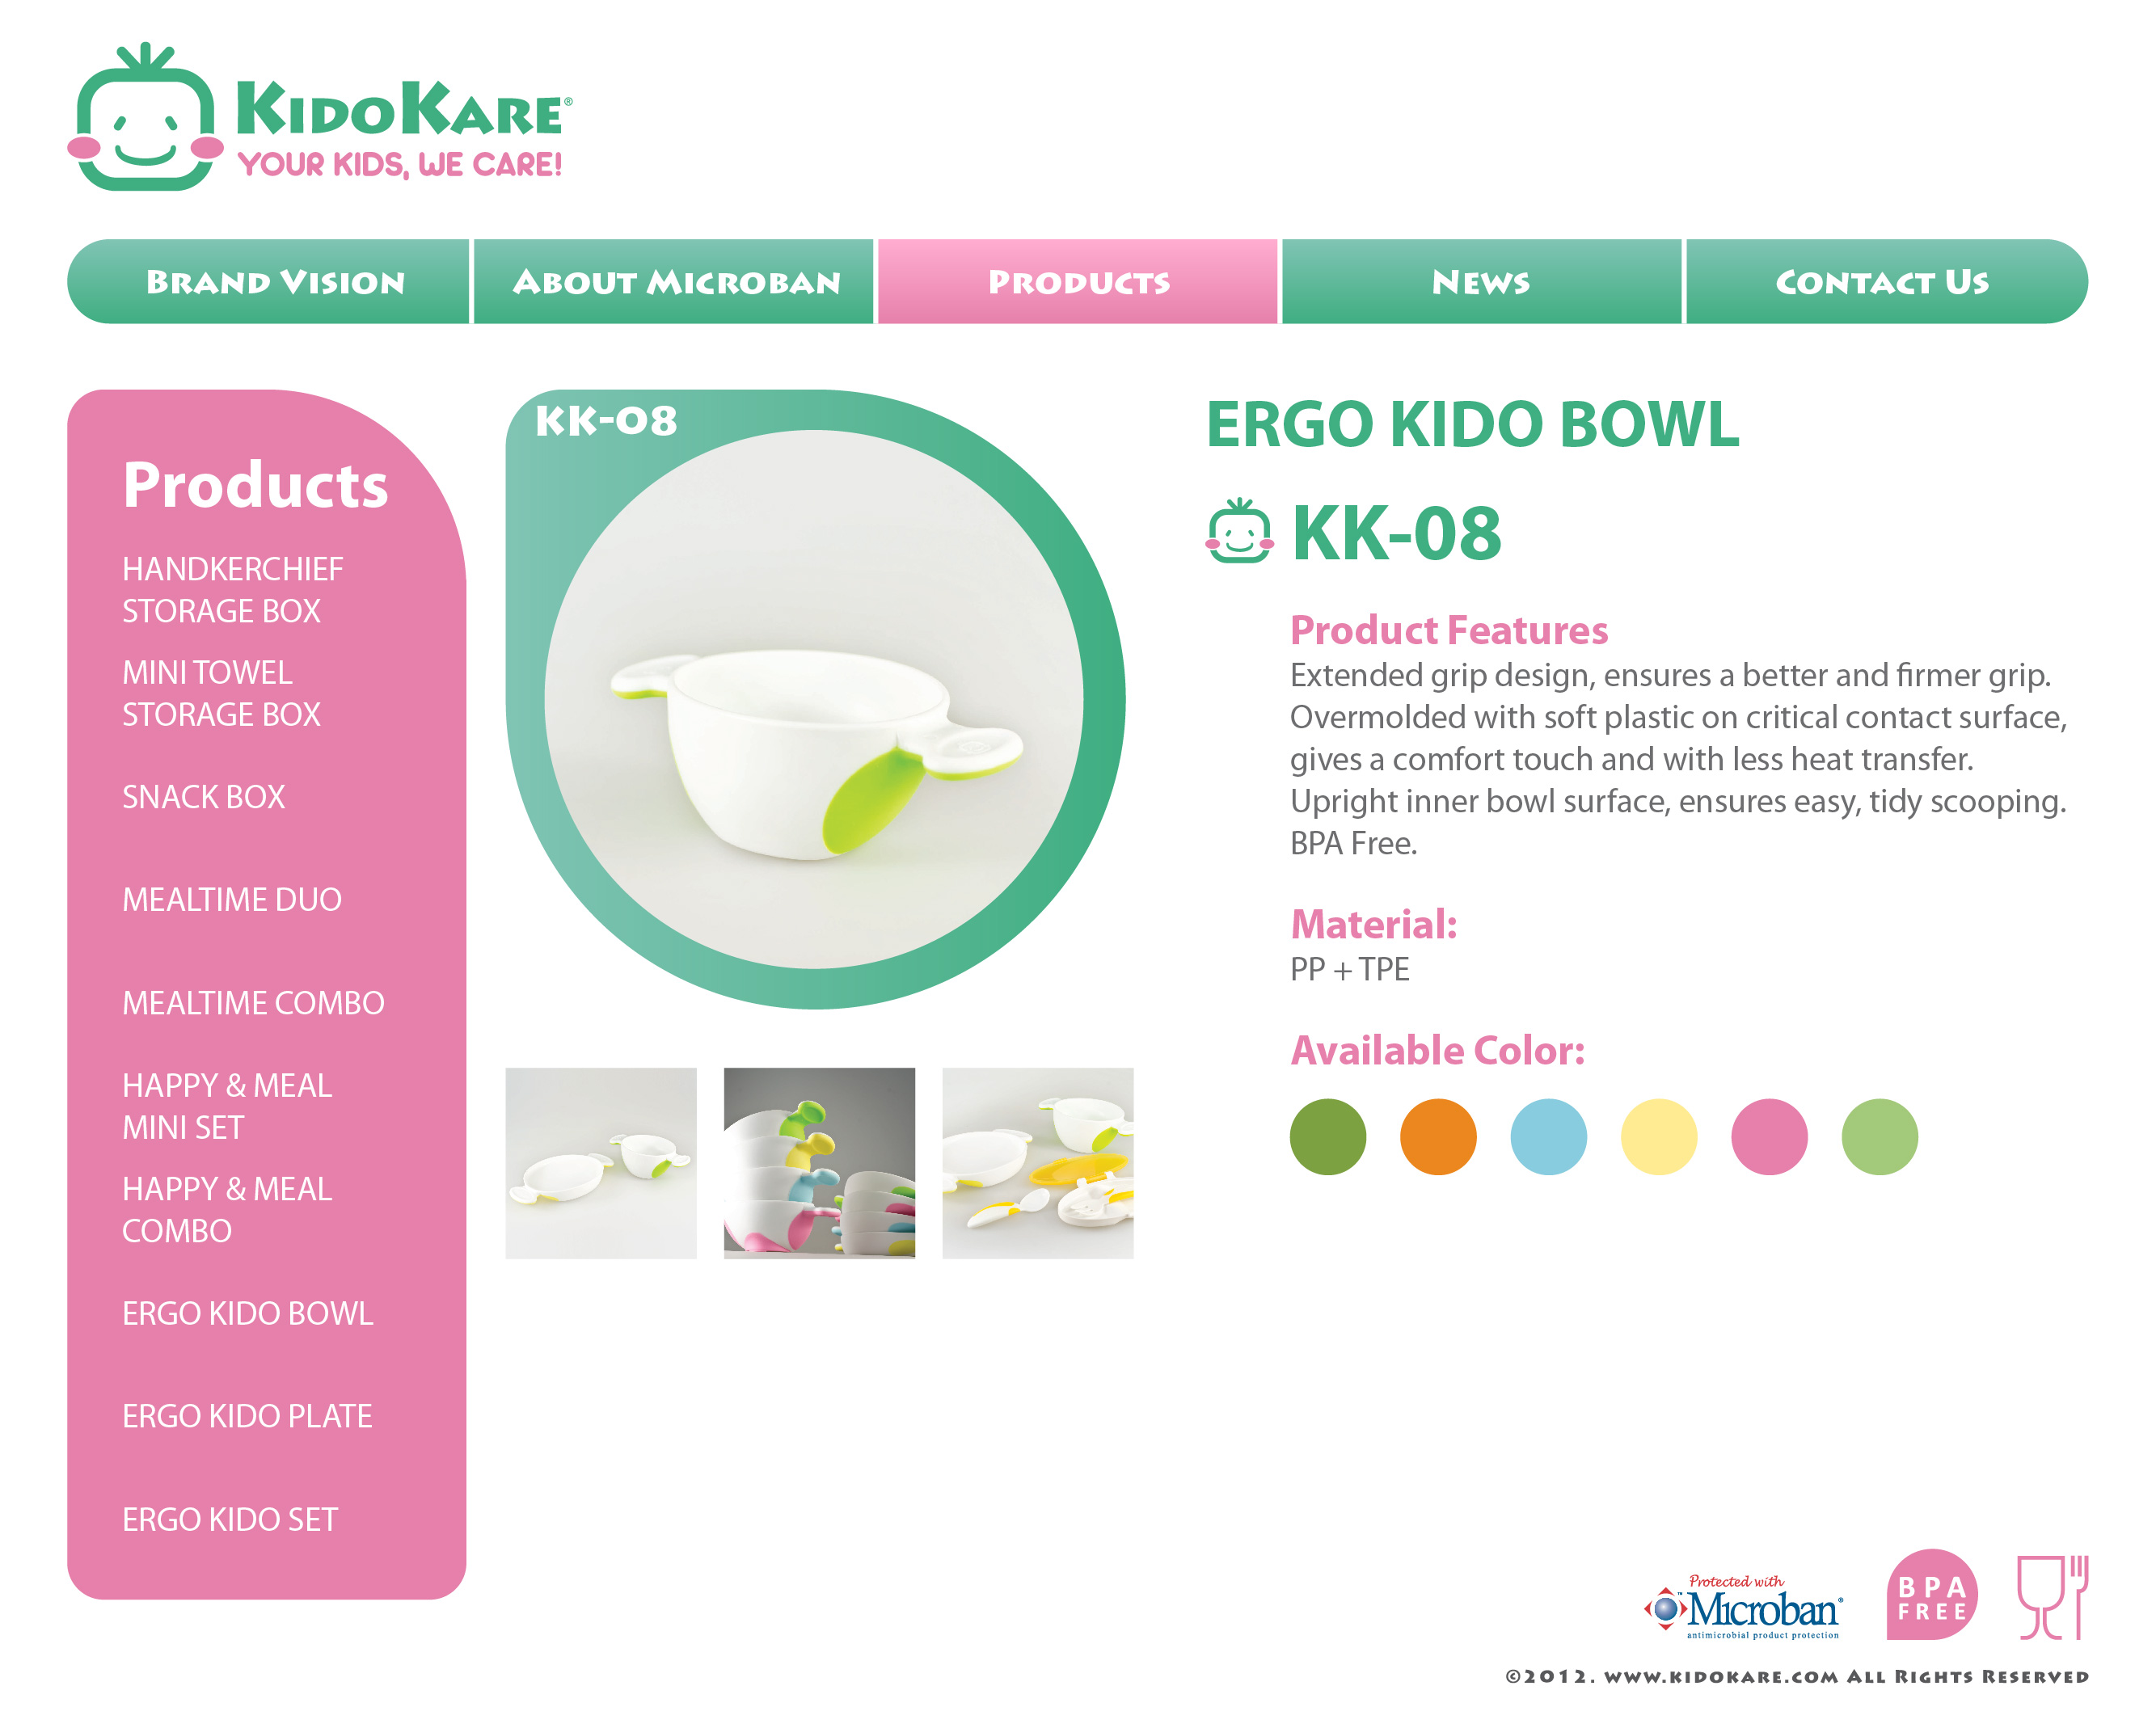 KIDOKARE®
YOUR KIDS, WE CARE!
BRAND VISION
ABOUT MICROBAN
PRODUCTS
NEWS
CONTACT US
Products
HANDKERCHIEF
STORAGE BOX
MINI TOWEL
STORAGE BOX
SNACK BOX
MEALTIME DUO
MEALTIME COMBO
HAPPY & MEAL
MINI SET
HAPPY & MEAL
COMBO
ERGO KIDO BOWL
ERGO KIDO PLATE
ERGO KIDO SET
KK-08
ERGO KIDO BOWL
KK-08
Product Features
Extended grip design, ensures a better and firmer grip.
Overmolded with soft plastic on critical contact surface,
gives a comfort touch and with less heat transfer.
Upright inner bowl surface, ensures easy, tidy scooping.
BPA Free.
Material:
PP + TPE
Available Color:
Protected with
™Microban®
antimicrobial product protection
BPA
FREE
©2012. WWW.KIDOKARE.COM ALL RIGHTS RESERVED